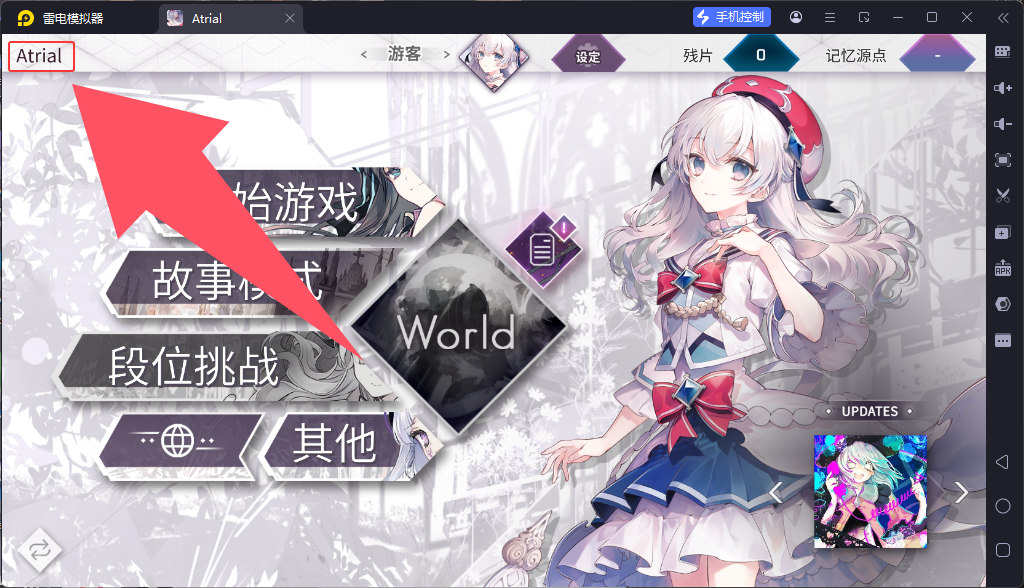 雷电模拟器
Atrial
手机控制
Atrial
游客
设定
残片
0
记忆源点
-
始游戏
故事模式
World
段位挑战
其他
UPDATES
APK